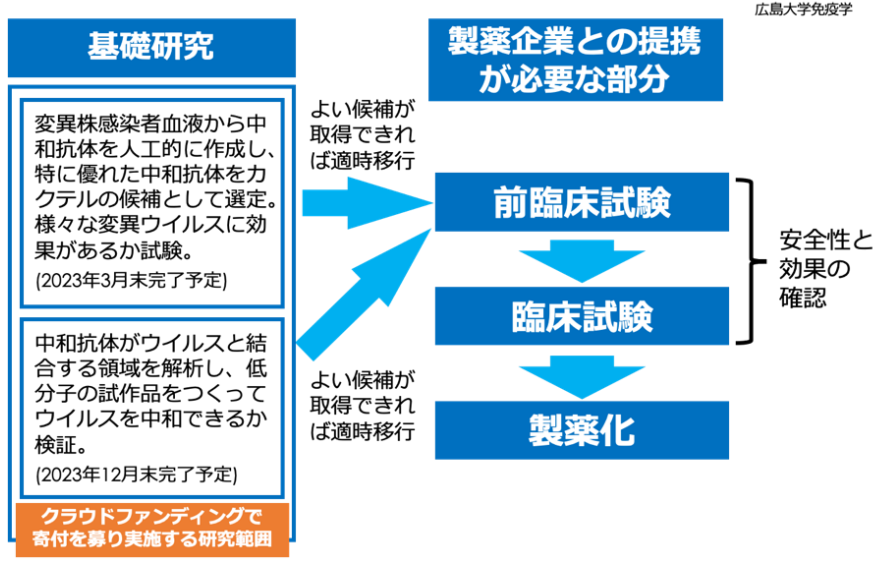 広島大学免疫学
基礎研究
変異株感染者血液から中
和抗体を人工的に作成し、
特に優れた中和抗体をカ
クテルの候補として選定。
様々な変異ウイルスに効
果があるか試験。
(2023年3月末完了予定)
中和抗体がウイルスと結
合する領域を解析し、低
分子の試作品をつくって
ウイルスを中和できるか
検証。
(2023年12月末完了予定)
クラウドファンディングで
寄付を募り実施する研究範囲
よい候補が
取得できれ
ば適時移行
よい候補が
取得できれ
ば適時移行
製薬企業との提携
が必要な部分
前臨床試験
臨床試験
製薬化
安全性と
効果の
確認